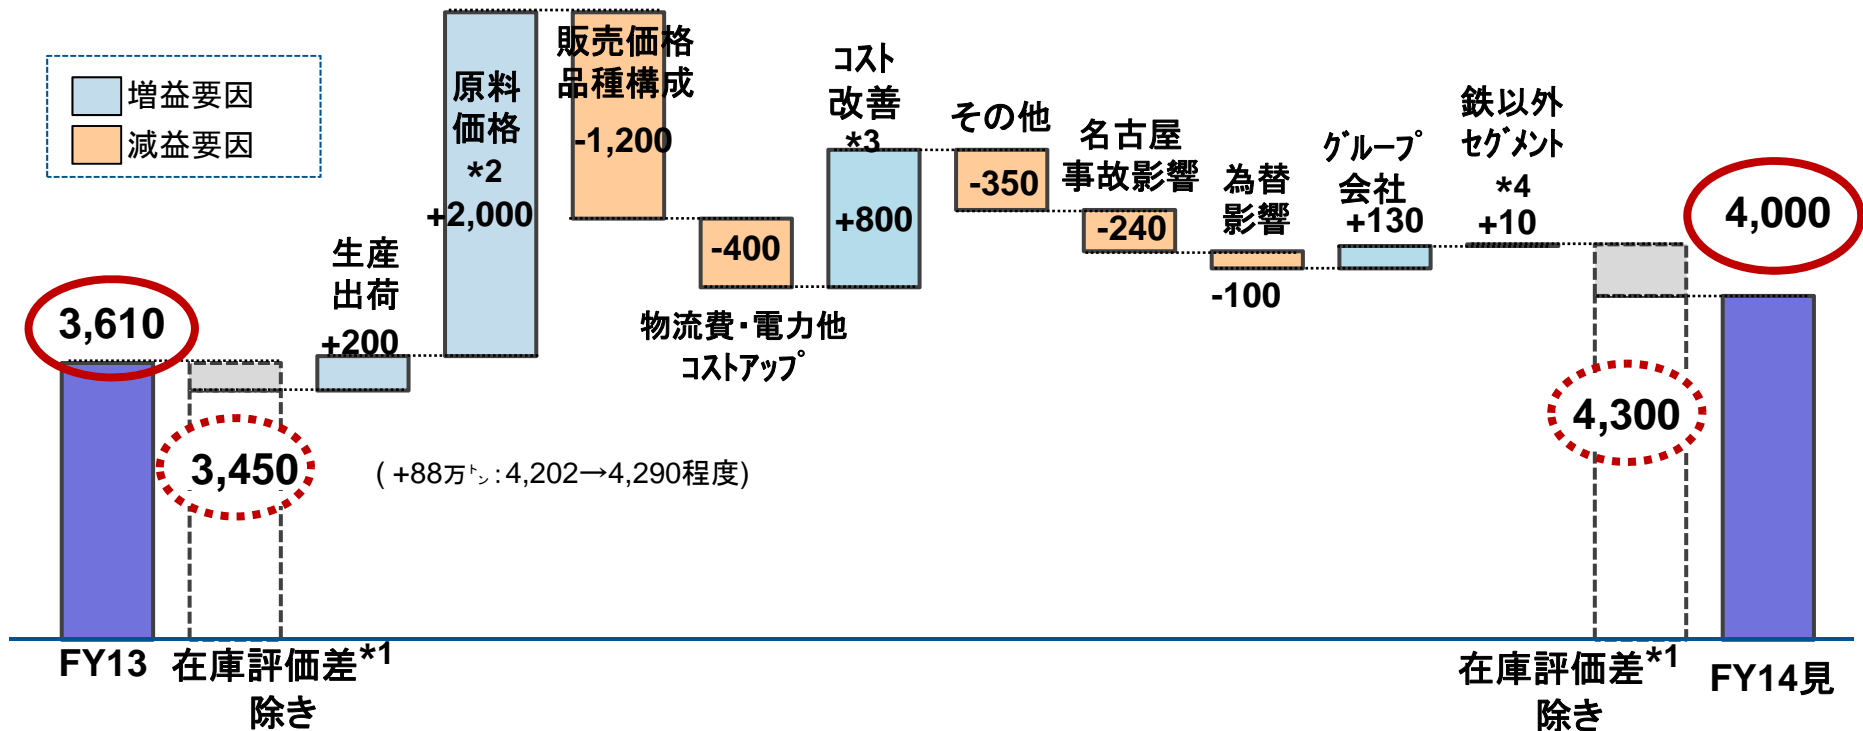 増益要因
減益要因
3,610
3,450
生産
出荷
+200
( +88万㌧:4,202→4,290程度)
原料
価格
*2
+2,000
販売価格
品種構成
-1,200
-400
物流費・電力他
ｺｽﾄｱｯﾌﾟ
ｺｽﾄ
改善
*3
+800
その他
-350
名古屋
事故影響
-240
為替
影響
-100
ｸﾞﾙｰﾌﾟ
会社
+130
鉄以外
ｾｸﾞﾒﾝﾄ
*4
+10
4,300
4,000
FY13
在庫評価差*1
除き
在庫評価差*1
除き
FY14見